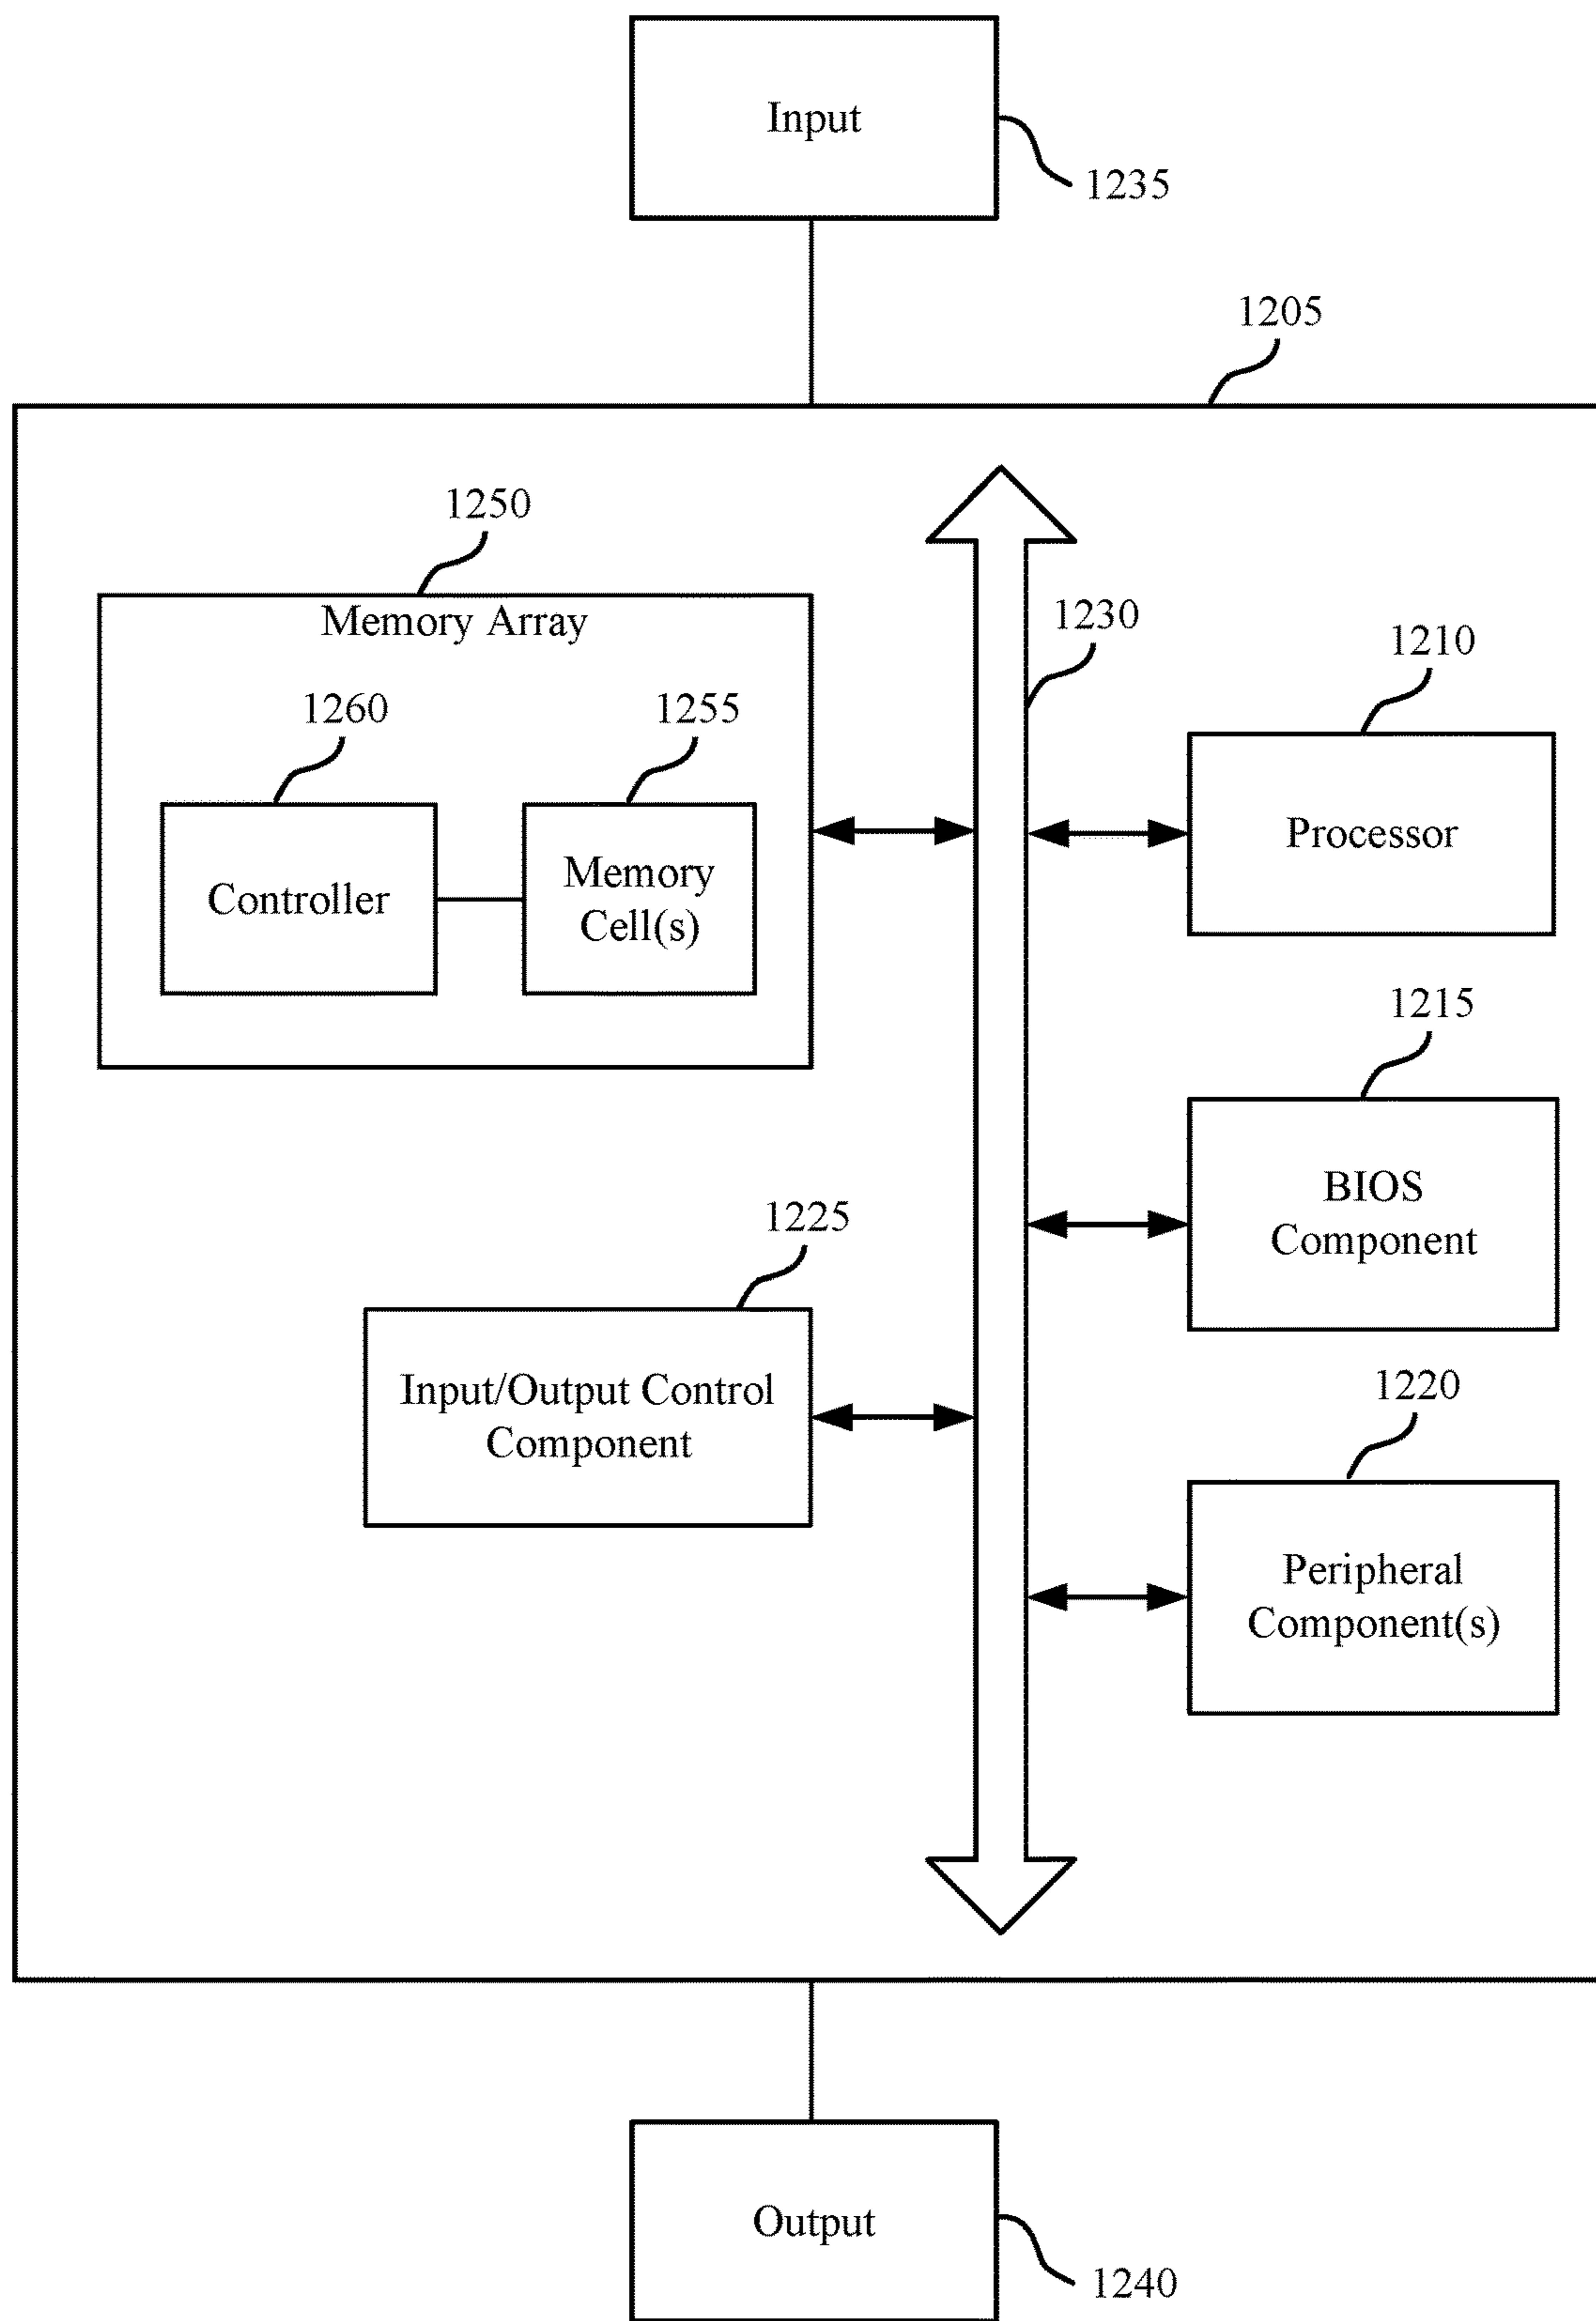 Input
1235
1205
1250
Memory Array
1230
1210
1260
1255
Processor
Controller
Memory
Cell(s)
1215
BIOS
Component
1225
Input/Output Control
Component
1220
Peripheral
Component(s)
Output
1240